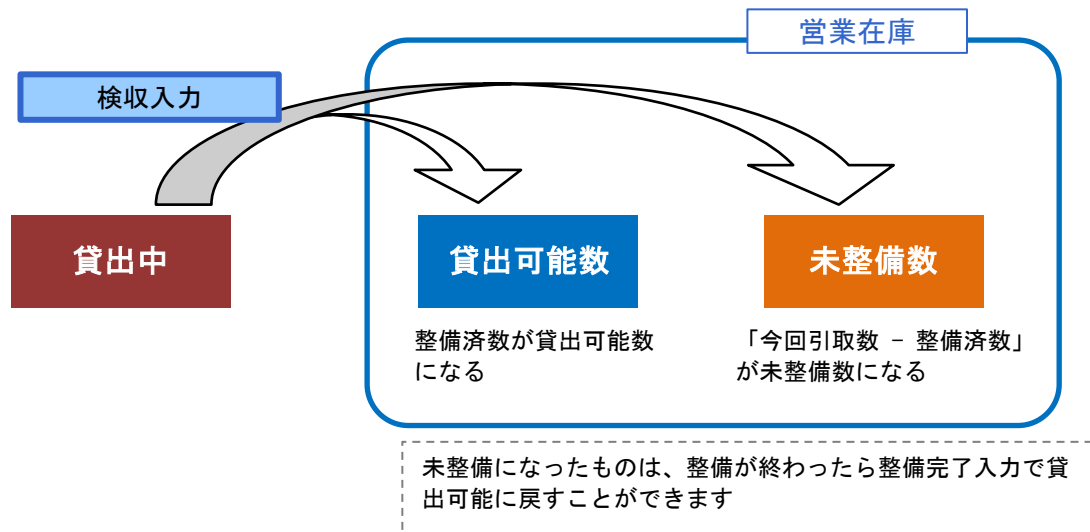 営業在庫
検収入力
貸出中
貸出可能数
未整備数
整備済数が貸出可能数
になる
「今回引取数 − 整備済数」
が未整備数になる
未整備になったものは、整備が終わったら整備完了入力で貸
出可能に戻すことができます